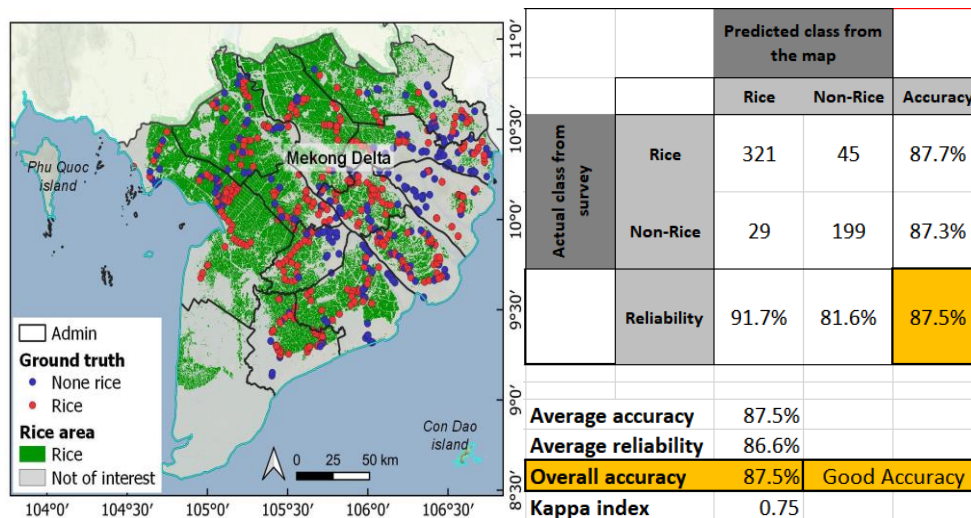 Phu Quoc
island
Mekong Delta
Admin
Ground truth
None rice
Rice
Rice area
Rice
Not of interest
0 25 50 km
Con Dao
island
104°0′ 104°30′ 105°0′ 105°30′ 106°0′ 106°30′
11°0′
10°30′
10°0′
9°30′
9°0′
8°30′
Predicted class from
the map
Rice Non-Rice Accuracy
Actual class from
survey
Rice 321 45 87.7%
Non-Rice 29 199 87.3%
Reliability 91.7% 81.6% 87.5%
Average accuracy 87.5%
Average reliability 86.6%
Overall accuracy 87.5% Good Accuracy
Kappa index 0.75